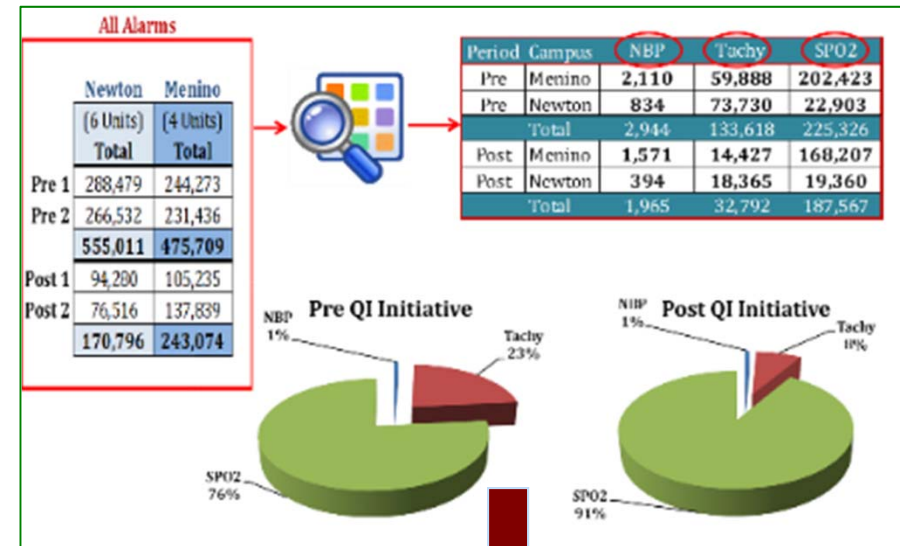 All Alarms
Newton Menino
(6 Units) (4 Units)
Total Total
Pre 1 288,479 244,273
Pre 2 266,532 231,436
555,011 475,709
Post 1 94,280 105,235
Post 2 76,516 137,839
170,796 243,074
Period Campus NBP Tachy SPO2
Pre Menino 2,110 59,888 202,423
Pre Newton 834 73,730 22,903
Total 2,944 133,618 225,326
Post Menino 1,571 14,427 168,207
Post Newton 394 18,365 19,360
Total 1,965 32,792 187,567
Pre QI Initiative
NBP
1%
Tachy
23%
SPO2
76%
Post QI Initiative
NBP
1%
Tachy
8%
SPO2
91%